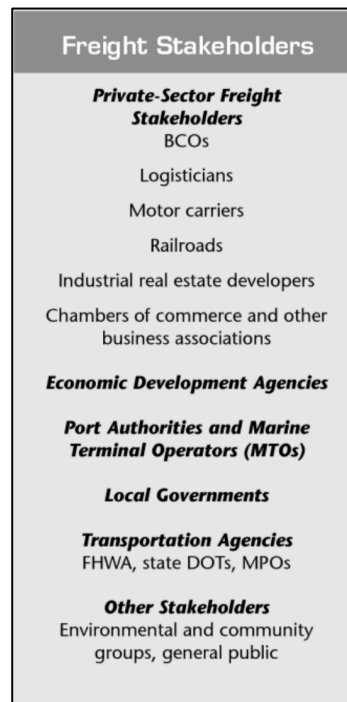 Freight Stakeholders
Private-Sector Freight
Stakeholders
BCOs
Logisticians
Motor carriers
Railroads
Industrial real estate developers
Chambers of commerce and other
business associations
Economic Development Agencies
Port Authorities and Marine
Terminal Operators (MTOs)
Local Governments
Transportation Agencies
FHWA, state DOTs, MPOs
Other Stakeholders
Environmental and community
groups, general public